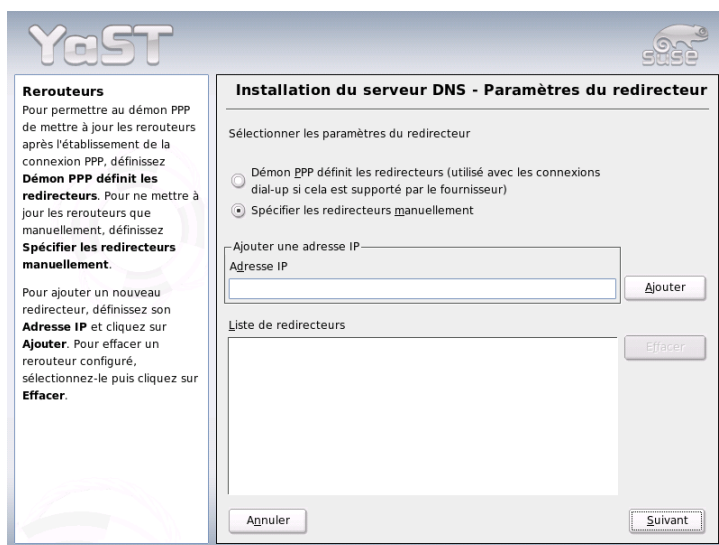 YaST
SUSE
Rerouteurs
Pour permettre au démon PPP
de mettre à jour les rerouteurs
après l'établissement de la
connexion PPP, définissez
Démon PPP définit les
redirecteurs. Pour ne mettre à
jour les rerouteurs que
manuellement, définissez
Spécifier les redirecteurs
manuellement.
Pour ajouter un nouveau
redirecteur, définissez son
Adresse IP et cliquez sur
Ajouter. Pour effacer un
rerouteur configuré,
sélectionnez-le puis cliquez sur
Effacer.
Installation du serveur DNS - Paramètres du redirecteur
Sélectionner les paramètres du redirecteur
Démon PPP définit les redirecteurs (utilisé avec les connexions
dial-up si cela est supporté par le fournisseur)
Spécifier les redirecteurs manuellement
Ajouter une adresse IP
Adresse IP
Ajouter
Liste de redirecteurs
Effacer
Annuler
Suivant